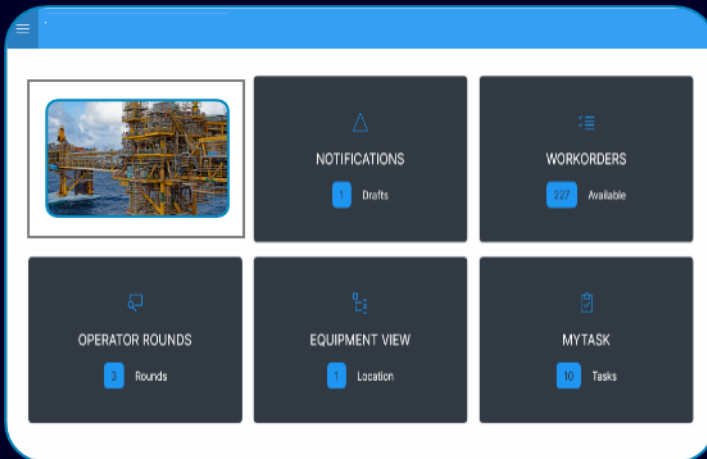 NOTIFICATIONS
1 Drafts
WORKORDERS
227 Available
OPERATOR ROUNDS
3 Rounds
EQUIPMENT VIEW
1 Location
MYTASK
10 Tasks